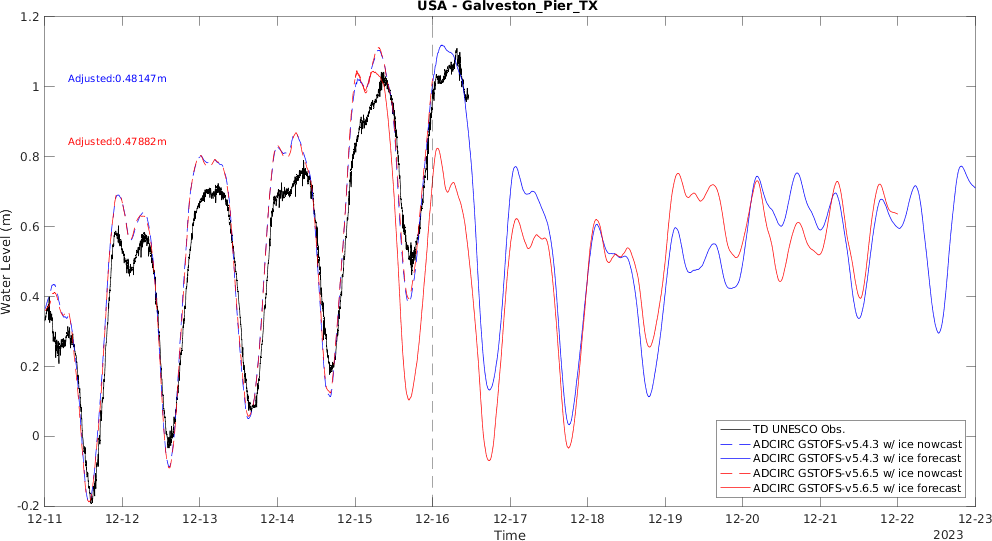 USA - Galveston_Pier_TX
1.2
1
0.8
0.6
0.4
0.2
0
-0.2
Water Level (m)
Adjusted:0.48147m
Adjusted:0.47882m
TD UNESCO Obs.
ADCIRC GSTOFS-v5.4.3 w/ ice nowcast
ADCIRC GSTOFS-v5.4.3 w/ ice forecast
ADCIRC GSTOFS-v5.6.5 w/ ice nowcast
ADCIRC GSTOFS-v5.6.5 w/ ice forecast
12-11 12-12 12-13 12-14 12-15 12-16 12-17 12-18 12-19 12-20 12-21 12-22 12-23
Time
2023